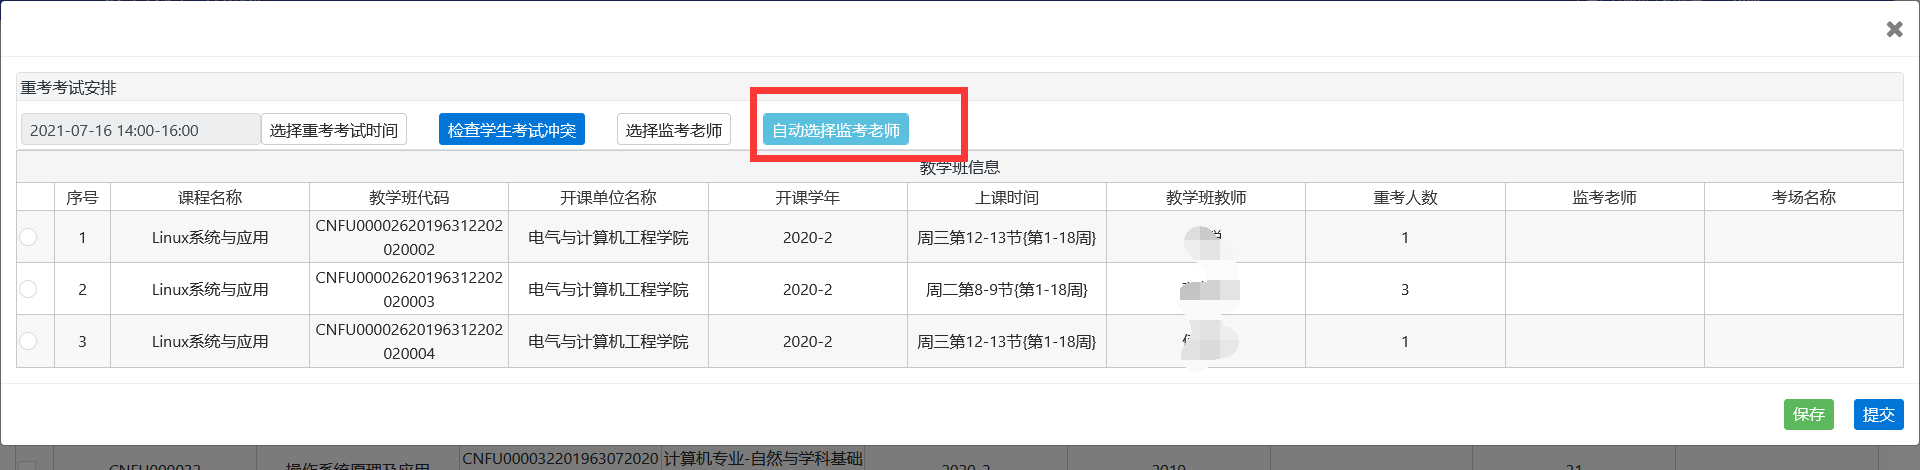 重考考试安排
2021-07-16 14:00-16:00 选择重考考试时间 检查学生考试冲突 选择监考老师 自动选择监考老师
教学班信息
序号 课程名称 教学班代码 开课单位名称 开课学年 上课时间 教学班教师 重考人数 监考老师 考场名称
1 Linux系统与应用 CNFU00002620196312202 电气与计算机工程学院 2020-2 周三第12-13节{第1-18周} 1
020002
2 Linux系统与应用 CNFU00002620196312202 电气与计算机工程学院 2020-2 周二第8-9节{第1-18周} 3
020003
3 Linux系统与应用 CNFU00002620196312202 电气与计算机工程学院 2020-2 周三第12-13节{第1-18周} 1
020004
保存 提交
CNFU000032201963072020 计算机专业-自然与学科基础
CNFU000032 操作系统原理及应用 2020-2 2019 21